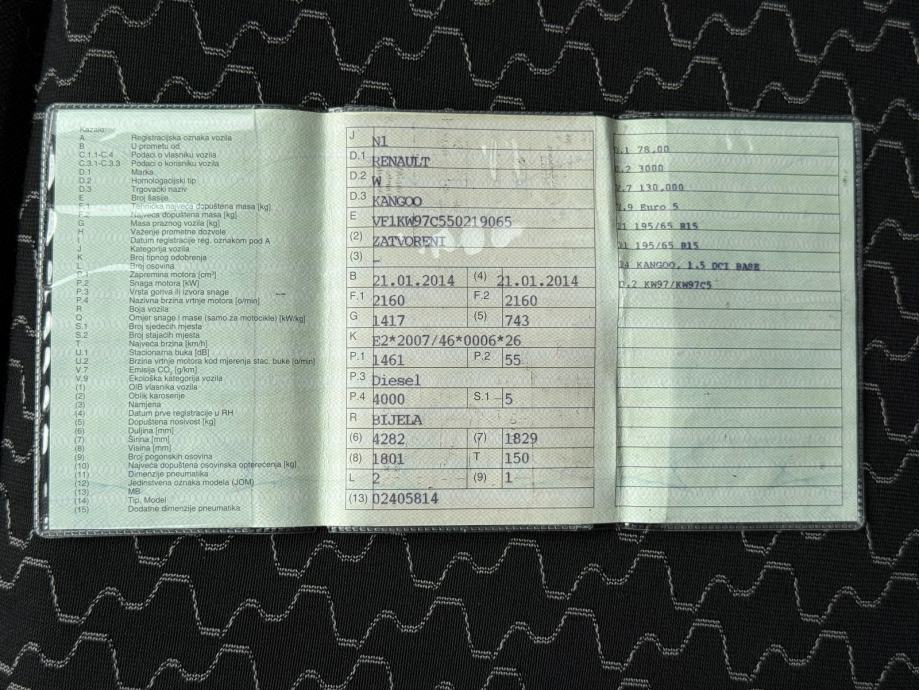 Kazalo:
A Registracijska oznaka vozila
B U prometu od
C.1.1-C.4 Podaci o vlasniku vozila
C.3.1-C.3.3 Podaci o korisniku vozila
D.1 Marka
D.2 Homologacijski tip
D.3 Trgovački naziv
E Broj šasije
F.1 Tehnička najveća dopuštena masa [kg]
F.2 Najveća dopuštena masa [kg]
G Masa praznog vozila [kg]
H Važenje prometne dozvole
I Datum registracije reg. oznakom pod A
J Kategorija vozila
K Broj tipnog odobrenja
L Broj osovina
P.1 Zapremina motora [cm³]
P.2 Snaga motora [kW]
P.3 Vrsta goriva ili izvora snage
P.4 Nazivna brzina vrtnje motora [o/min]
R Boja vozila
Q Omjer snage i mase (samo za motocikle) [kW/kg]
S.1 Broj sjedećih mjesta
S.2 Broj stajaćih mjesta
T Najveća brzina [km/h]
U.1 Stacionarna buka [dB]
U.2 Brzina vrtnje motora kod mjerenja stac. buke [o/min]
V.7 Emisija CO₂ [g/km]
V.9 Ekološka kategorija vozila
(1) OIB vlasnika vozila
(2) Oblik karoserije
(3) Namjena
(4) Datum prve registracije u RH
(5) Dopuštena nosivost [kg]
(6) Duljina [mm]
(7) Širina [mm]
(8) Visina [mm]
(9) Broj pogonskih osovina
(10) Najveća dopuštena osovinska opterećenja [kg]
(11) Dimenzije pneumatika
(12) Jedinstvena oznaka modela (JOM)
(13) MB
(14) Tip, Model
(15) Dodatne dimenzije pneumatika
J N1
D.1 RENAULT
D.2 W
D.3 KANGOO
E VF1KW97C550219065
(2) ZATVORENI
(3) –
B 21.01.2014 (4) 21.01.2014
F.1 2160 F.2 2160
G 1417 (5) 743
K E2*2007/46*0006*26
P.1 1461 P.2 55
P.3 Diesel
P.4 4000 S.1 5
R BIJELA
(6) 4282 (7) 1829
(8) 1801 T 150
L 2 (9) 1
(13) 02405814
.1 78,00
.2 3000
.7 130,000
.9 Euro 5
1 195/65 R15
1 195/65 R15
4 KANGOO, 1.5 DCI BASE
.2 KW97/KW97C5